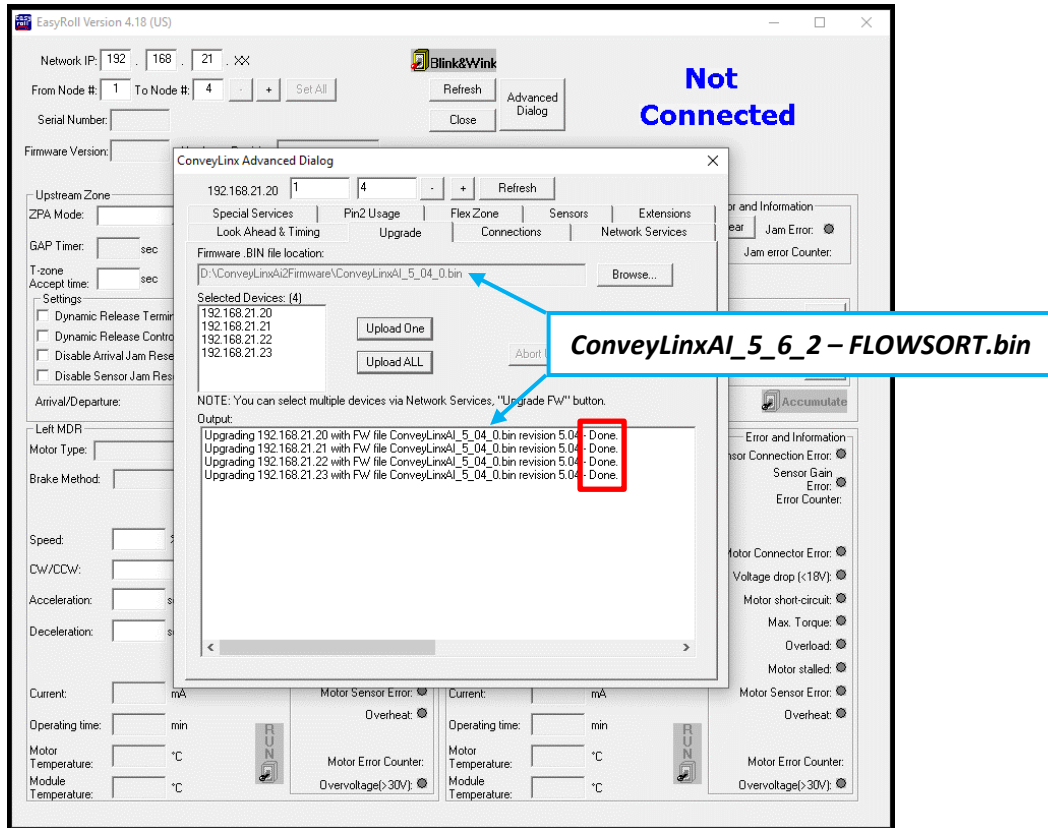 EasyRoll Version 4.18 (US)
Network IP: 192 . 168 . 21 . XX
Blink&Wink
From Node #: 1 To Node #: 4 - + Set All
Refresh
Advanced Dialog
Not Connected
Serial Number:
Close
Firmware Version:
ConveyLinx Advanced Dialog
192.168.21.20 1 4 - + Refresh
Special Services Pin2 Usage Flex Zone Sensors Extensions
Look Ahead & Timing Upgrade Connections Network Services
Firmware .BIN file location:
D:\ConveyLinxAi2Firmware\ConveyLinxAI_5_04_0.bin Browse...
Selected Devices: (4)
192.168.21.20
192.168.21.21
192.168.21.22
192.168.21.23
Upload One
Upload ALL
Abort
ConveyLinxAI_5_6_2 – FLOWSORT.bin
NOTE: You can select multiple devices via Network Services, "Upgrade FW" button.
Output:
Upgrading 192.168.21.20 with FW file ConveyLinxAI_5_04_0.bin revision 5.04 - Done.
Upgrading 192.168.21.21 with FW file ConveyLinxAI_5_04_0.bin revision 5.04 - Done.
Upgrading 192.168.21.22 with FW file ConveyLinxAI_5_04_0.bin revision 5.04 - Done.
Upgrading 192.168.21.23 with FW file ConveyLinxAI_5_04_0.bin revision 5.04 - Done.
Upstream Zone
ZPA Mode:
GAP Timer: sec
T-zone
Accept time: sec
Settings
Dynamic Release
Dynamic Release
Disable Arrival Jam
Disable Sensor Jam
Arrival/Departure:
and Information
Jam Error:
Jam error Counter:
Accumulate
Left MDR
Motor Type:
Brake Method:
Speed:
CW/CCW:
Acceleration:
Deceleration:
Error and Information
Connection Error:
Sensor Gain
Error:
Error Counter:
Motor Connector Error:
Voltage drop (<18V):
Motor short-circuit:
Max. Torque:
Overload:
Motor stalled:
Current: mA Motor Sensor Error: Current: mA Motor Sensor Error:
Overheat: Overheat:
Operating time: min RUN Operating time: min RUN
Motor
Temperature: °C Motor Error Counter: Motor
Temperature: °C Motor Error Counter:
Module
Temperature: °C Overvoltage(>30V): Module
Temperature: °C Overvoltage(>30V):